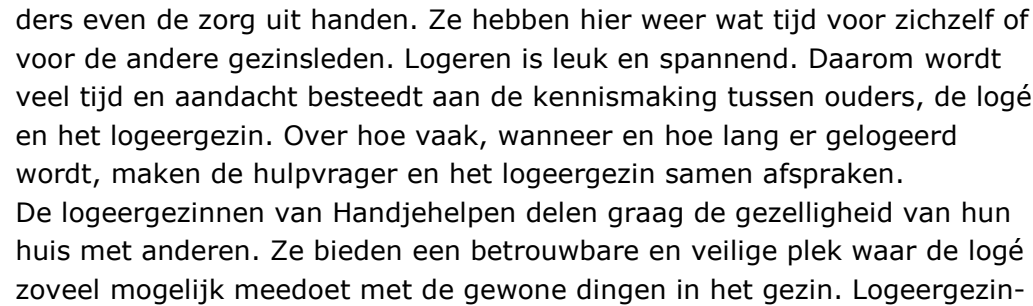 ders even de zorg uit handen. Ze hebben hier weer wat tijd voor zichzelf of
voor de andere gezinsleden. Logeren is leuk en spannend. Daarom wordt
veel tijd en aandacht besteedt aan de kennismaking tussen ouders, de logé
en het logeergezin. Over hoe vaak, wanneer en hoe lang er gelogeerd
wordt, maken de hulpvrager en het logeergezin samen afspraken.
De logeergezinnen van Handjehelpen delen graag de gezelligheid van hun
huis met anderen. Ze bieden een betrouwbare en veilige plek waar de logé
zoveel mogelijk meedoet met de gewone dingen in het gezin. Logeergezin-